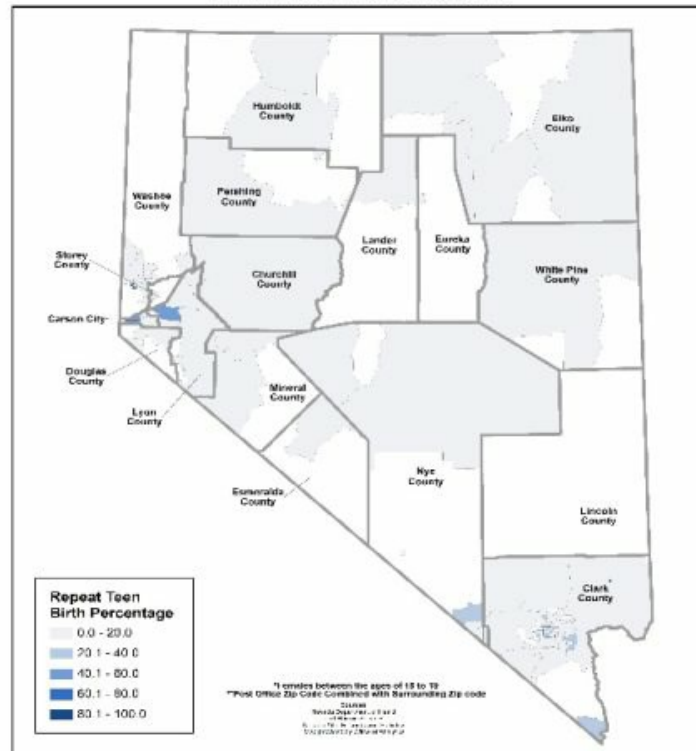 Humboldt
County
Elko
County
Washoe
County
Pershing
County
Lander
County
Eureka
County
Storey
County
Churchill
County
White Pine
County
Carson City
Douglas
County
Lyon
County
Mineral
County
Esmeralda
County
Nye
County
Lincoln
County
Clark
County
Repeat Teen
Birth Percentage
0.0 - 20.0
20.1 - 40.0
40.1 - 60.0
60.1 - 80.0
80.1 - 100.0
*Females between the ages of 15 to 19
**Post Office Zip Code Combined with Surrounding Zip code